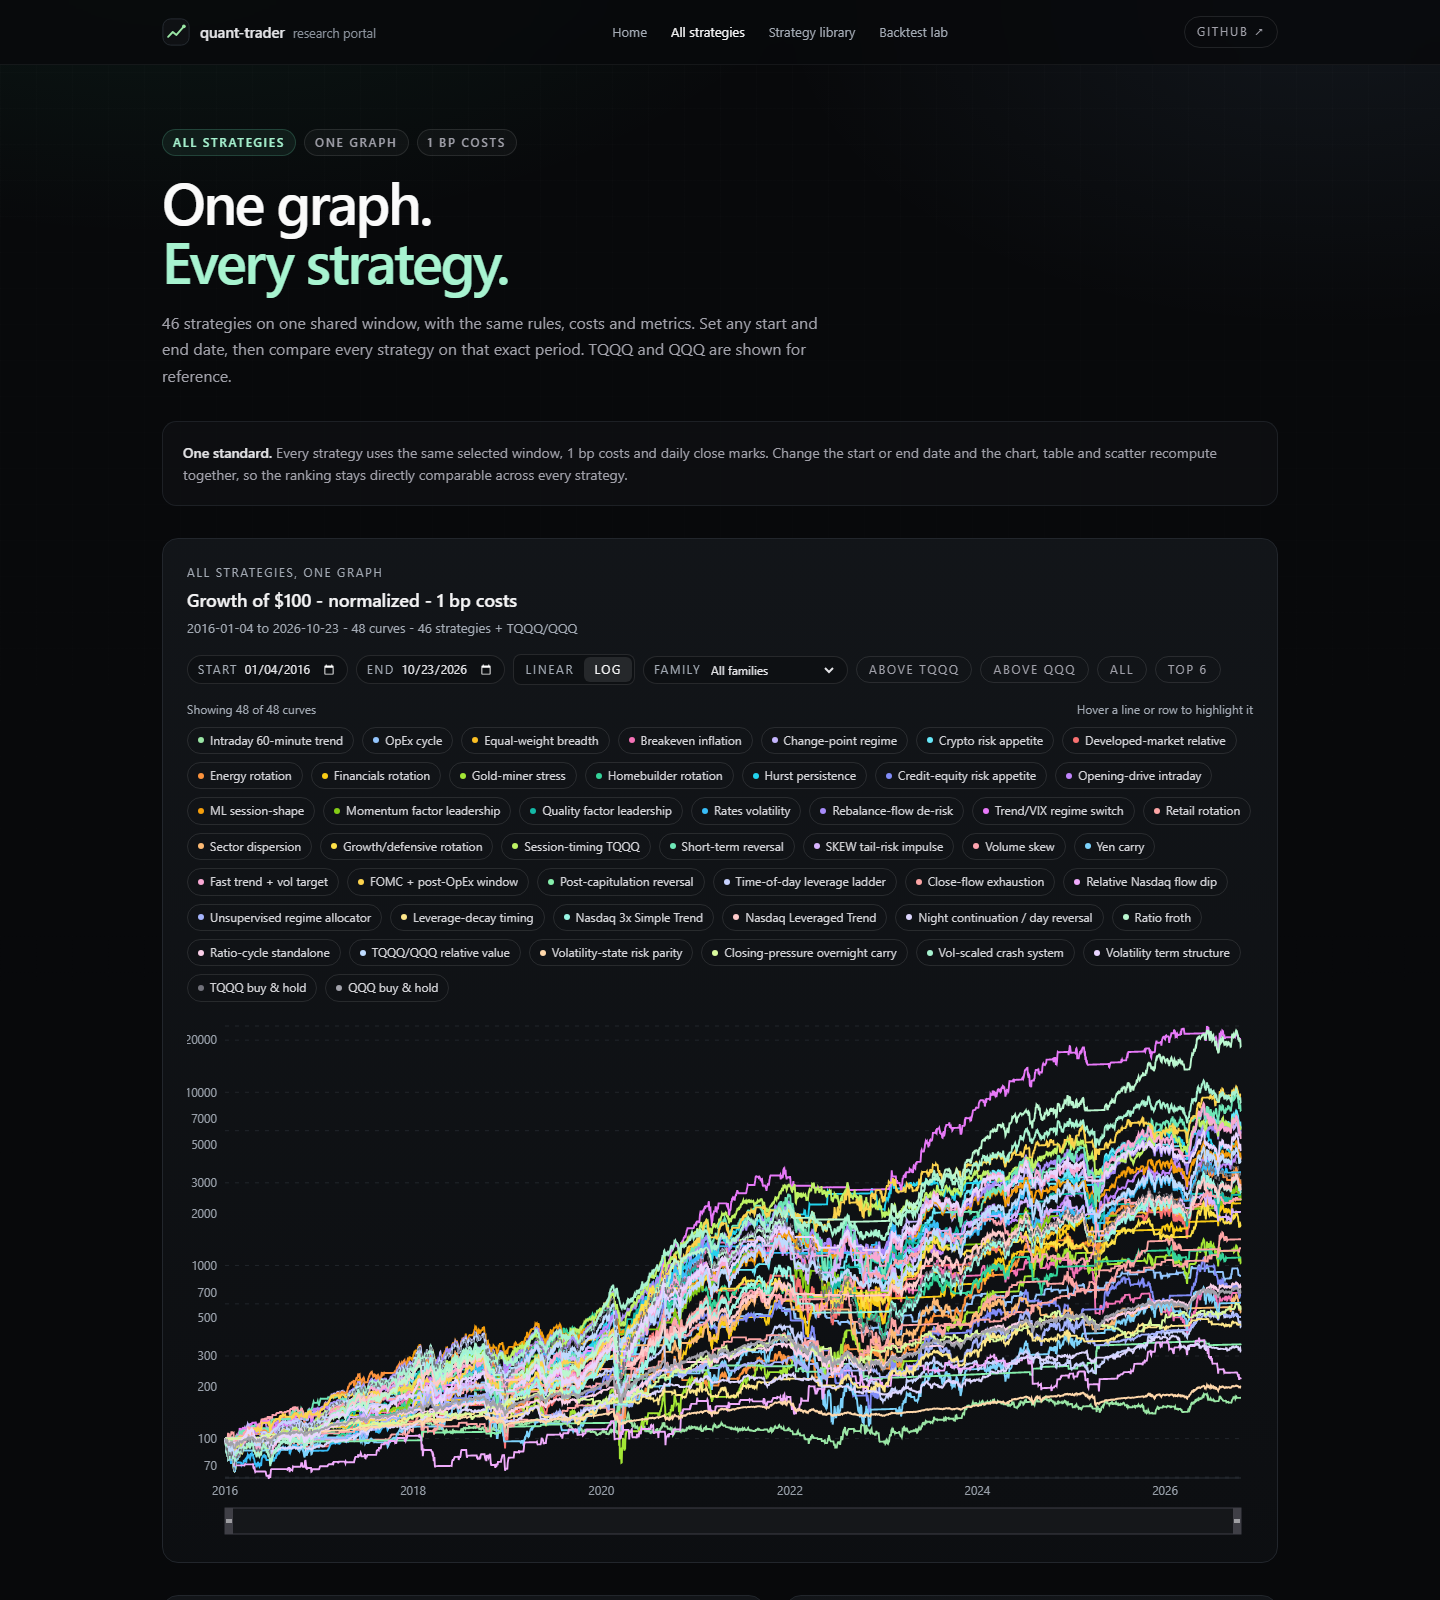 quant-trader research portal
Home All strategies Strategy library Backtest lab
GITHUB ↗
ALL STRATEGIES ONE GRAPH 1 BP COSTS
One graph.
Every strategy.
46 strategies on one shared window, with the same rules, costs and metrics. Set any start and
end date, then compare every strategy on that exact period. TQQQ and QQQ are shown for
reference.
One standard. Every strategy uses the same selected window, 1 bp costs and daily close marks. Change the start or end date and the chart, table and scatter recompute
together, so the ranking stays directly comparable across every strategy.
ALL STRATEGIES, ONE GRAPH
Growth of $100 - normalized - 1 bp costs
2016-01-04 to 2026-10-23 - 48 curves - 46 strategies + TQQQ/QQQ
START 01/04/2016 END 10/23/2026 LINEAR LOG FAMILY All families ABOVE TQQQ ABOVE QQQ ALL TOP 6
Showing 48 of 48 curves Hover a line or row to highlight it
Intraday 60-minute trend OpEx cycle Equal-weight breadth Breakeven inflation Change-point regime Crypto risk appetite Developed-market relative
Energy rotation Financials rotation Gold-miner stress Homebuilder rotation Hurst persistence Credit-equity risk appetite Opening-drive intraday
ML session-shape Momentum factor leadership Quality factor leadership Rates volatility Rebalance-flow de-risk Trend/VIX regime switch Retail rotation
Sector dispersion Growth/defensive rotation Session-timing TQQQ Short-term reversal SKEW tail-risk impulse Volume skew Yen carry
Fast trend + vol target FOMC + post-OpEx window Post-capitulation reversal Time-of-day leverage ladder Close-flow exhaustion Relative Nasdaq flow dip
Unsupervised regime allocator Leverage-decay timing Nasdaq 3x Simple Trend Nasdaq Leveraged Trend Night continuation / day reversal Ratio froth
Ratio-cycle standalone TQQQ/QQQ relative value Volatility-state risk parity Closing-pressure overnight carry Vol-scaled crash system Volatility term structure
TQQQ buy & hold QQQ buy & hold
20000
10000
7000
5000
3000
2000
1000
700
500
300
200
100
70
2016 2018 2020 2022 2024 2026